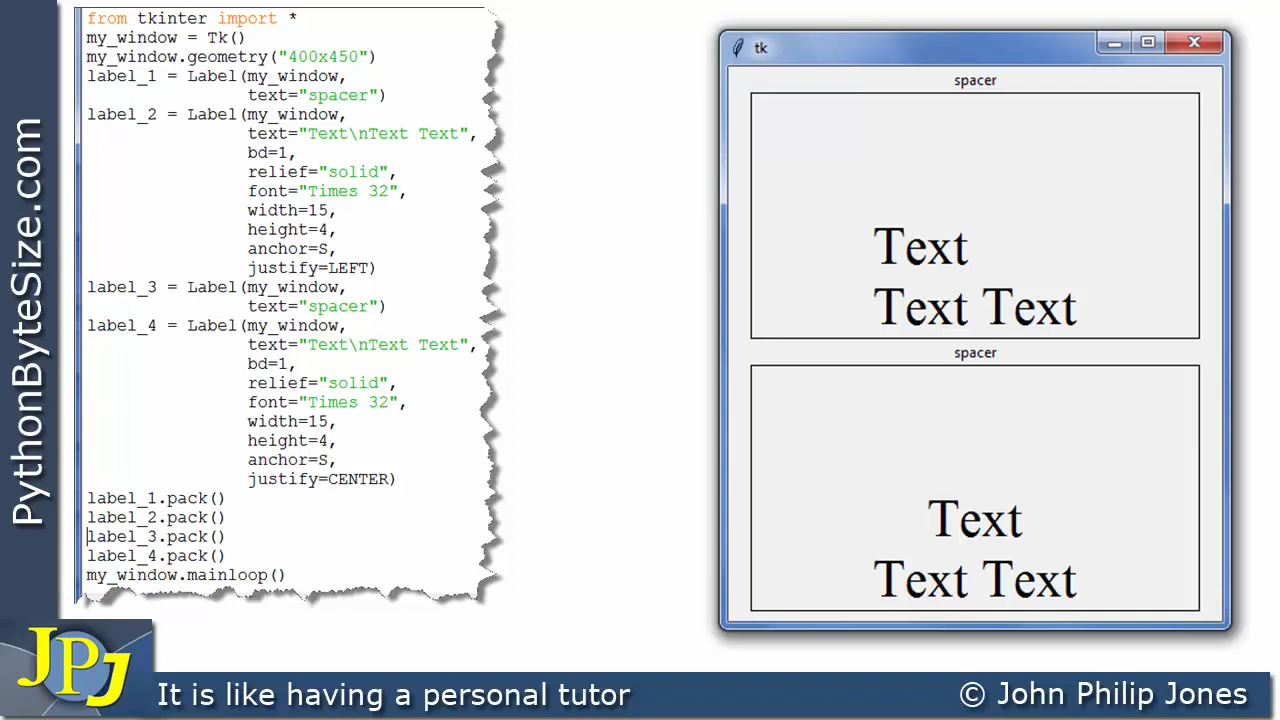 PythonByteSize.com
from tkinter import *
my_window = Tk()
my_window.geometry("400x450")
label_1 = Label(my_window,
text="spacer")
label_2 = Label(my_window,
text="Text\nText Text",
bd=1,
relief="solid",
font="Times 32",
width=15,
height=4,
anchor=S,
justify=LEFT)
label_3 = Label(my_window,
text="spacer")
label_4 = Label(my_window,
text="Text\nText Text",
bd=1,
relief="solid",
font="Times 32",
width=15,
height=4,
anchor=S,
justify=CENTER)
label_1.pack()
label_2.pack()
label_3.pack()
label_4.pack()
my_window.mainloop()
tk
spacer
Text
Text Text
spacer
Text
Text Text
JPJ
It is like having a personal tutor
© John Philip Jones